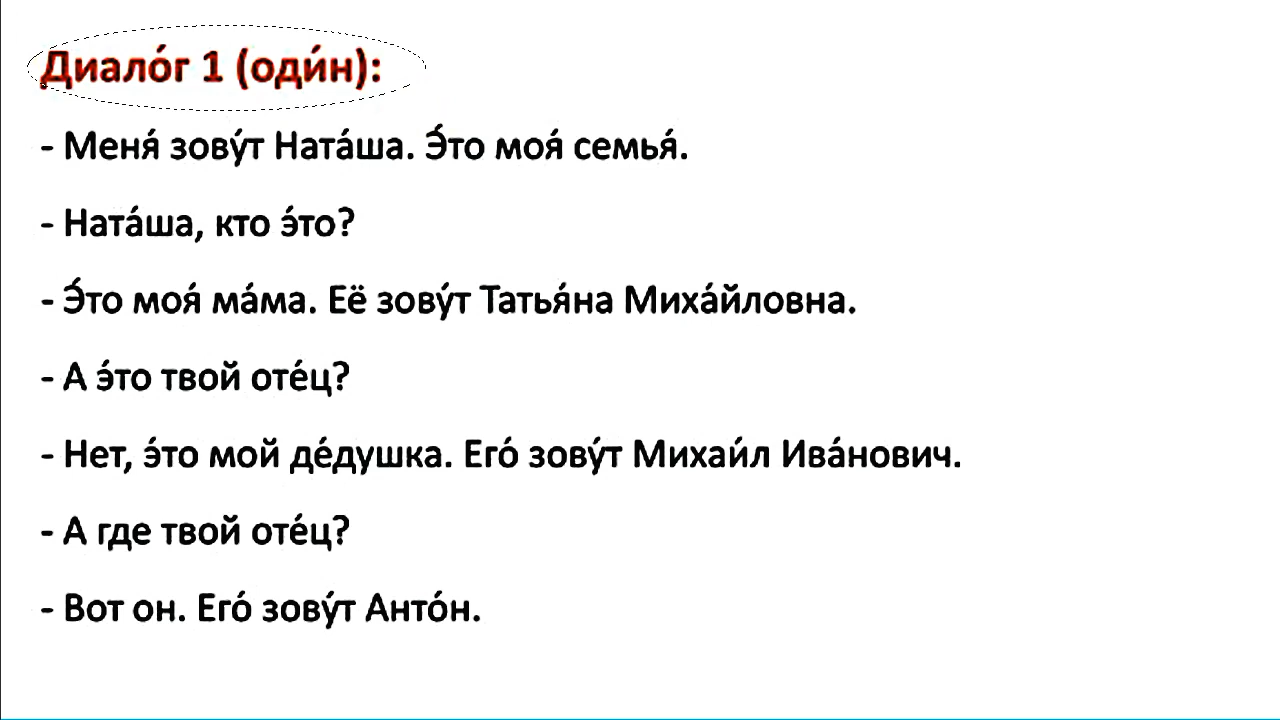 Диало́г 1 (оди́н):
- Меня́ зову́т Ната́ша. Э́то моя́ семья́.
- Ната́ша, кто э́то?
- Э́то моя́ ма́ма. Её зову́т Татья́на Миха́йловна.
- А э́то твой оте́ц?
- Нет, э́то мой де́душка. Его́ зову́т Михаи́л Ива́нович.
- А где твой оте́ц?
- Вот он. Его́ зову́т Анто́н.